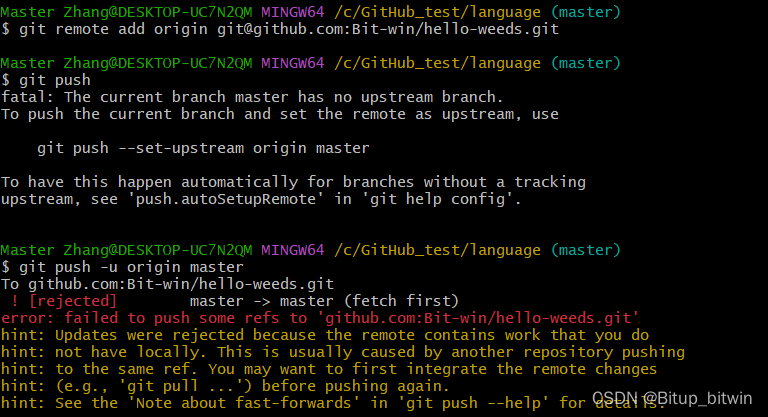 Master Zhang@DESKTOP-UC7N2QM MINGW64 /c/GitHub_test/language (master)
$ git remote add origin git@github.com:Bit-win/hello-weeds.git
Master Zhang@DESKTOP-UC7N2QM MINGW64 /c/GitHub_test/language (master)
$ git push
fatal: The current branch master has no upstream branch.
To push the current branch and set the remote as upstream, use
git push --set-upstream origin master
To have this happen automatically for branches without a tracking
upstream, see 'push.autoSetupRemote' in 'git help config'.
Master Zhang@DESKTOP-UC7N2QM MINGW64 /c/GitHub_test/language (master)
$ git push -u origin master
To github.com:Bit-win/hello-weeds.git
! [rejected]        master -> master (fetch first)
error: failed to push some refs to 'github.com:Bit-win/hello-weeds.git'
hint: Updates were rejected because the remote contains work that you do
hint: not have locally. This is usually caused by another repository pushing
hint: to the same ref. You may want to first integrate the remote changes
hint: (e.g., 'git pull ...') before pushing again.
hint: See the 'Note about fast-forwards' in 'git push --help' for details.
CSDN @Bitup_bitwin